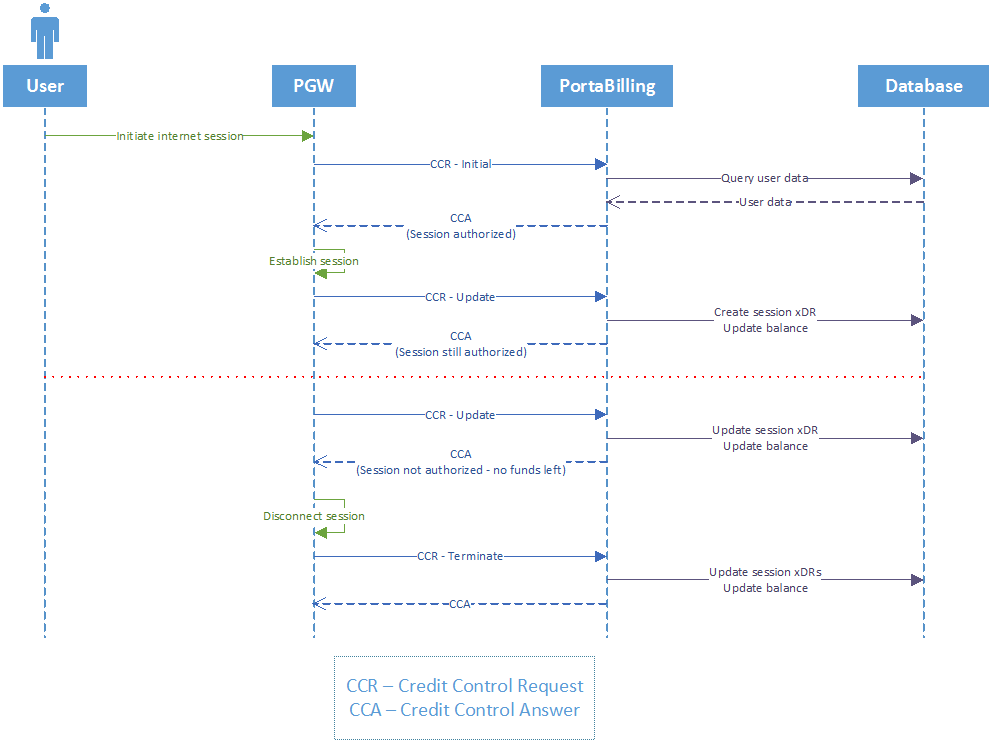 User
PGW
PortaBilling
Database
Initiate internet session
CCR - Initial
Query user data
User data
CCA
(Session authorized)
Establish session
CCR - Update
Create session xDR
Update balance
CCA
(Session still authorized)
CCR - Update
Update session xDR
Update balance
CCA
(Session not authorized - no funds left)
Disconnect session
CCR - Terminate
Update session xDRs
Update balance
CCA
CCR – Credit Control Request
CCA – Credit Control Answer